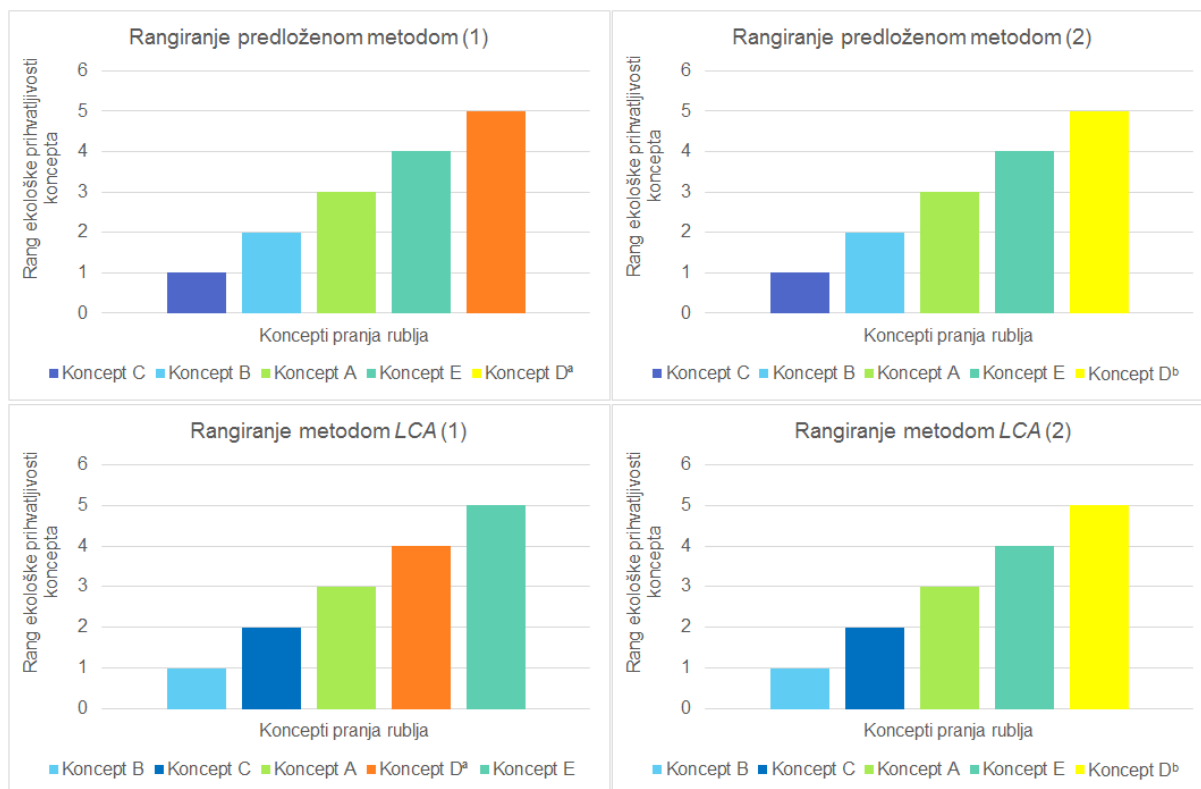 Rangiranje predloženom metodom (1)
Rang ekološke prihvatljivosti
koncepta
6
5
4
3
2
1
0
Koncepti pranja rublja
Koncept C Koncept B Koncept A Koncept E Koncept Dª
Rangiranje predloženom metodom (2)
Rang ekološke prihvatljivosti
koncepta
6
5
4
3
2
1
0
Koncepti pranja rublja
Koncept C Koncept B Koncept A Koncept E Koncept Dᵇ
Rangiranje metodom LCA (1)
Rang ekološke prihvatljivosti
koncepta
6
5
4
3
2
1
0
Koncepti pranja rublja
Koncept B Koncept C Koncept A Koncept Dª Koncept E
Rangiranje metodom LCA (2)
Rang ekološke prihvatljivosti
koncepta
6
5
4
3
2
1
0
Koncepti pranja rublja
Koncept B Koncept C Koncept A Koncept E Koncept Dᵇ